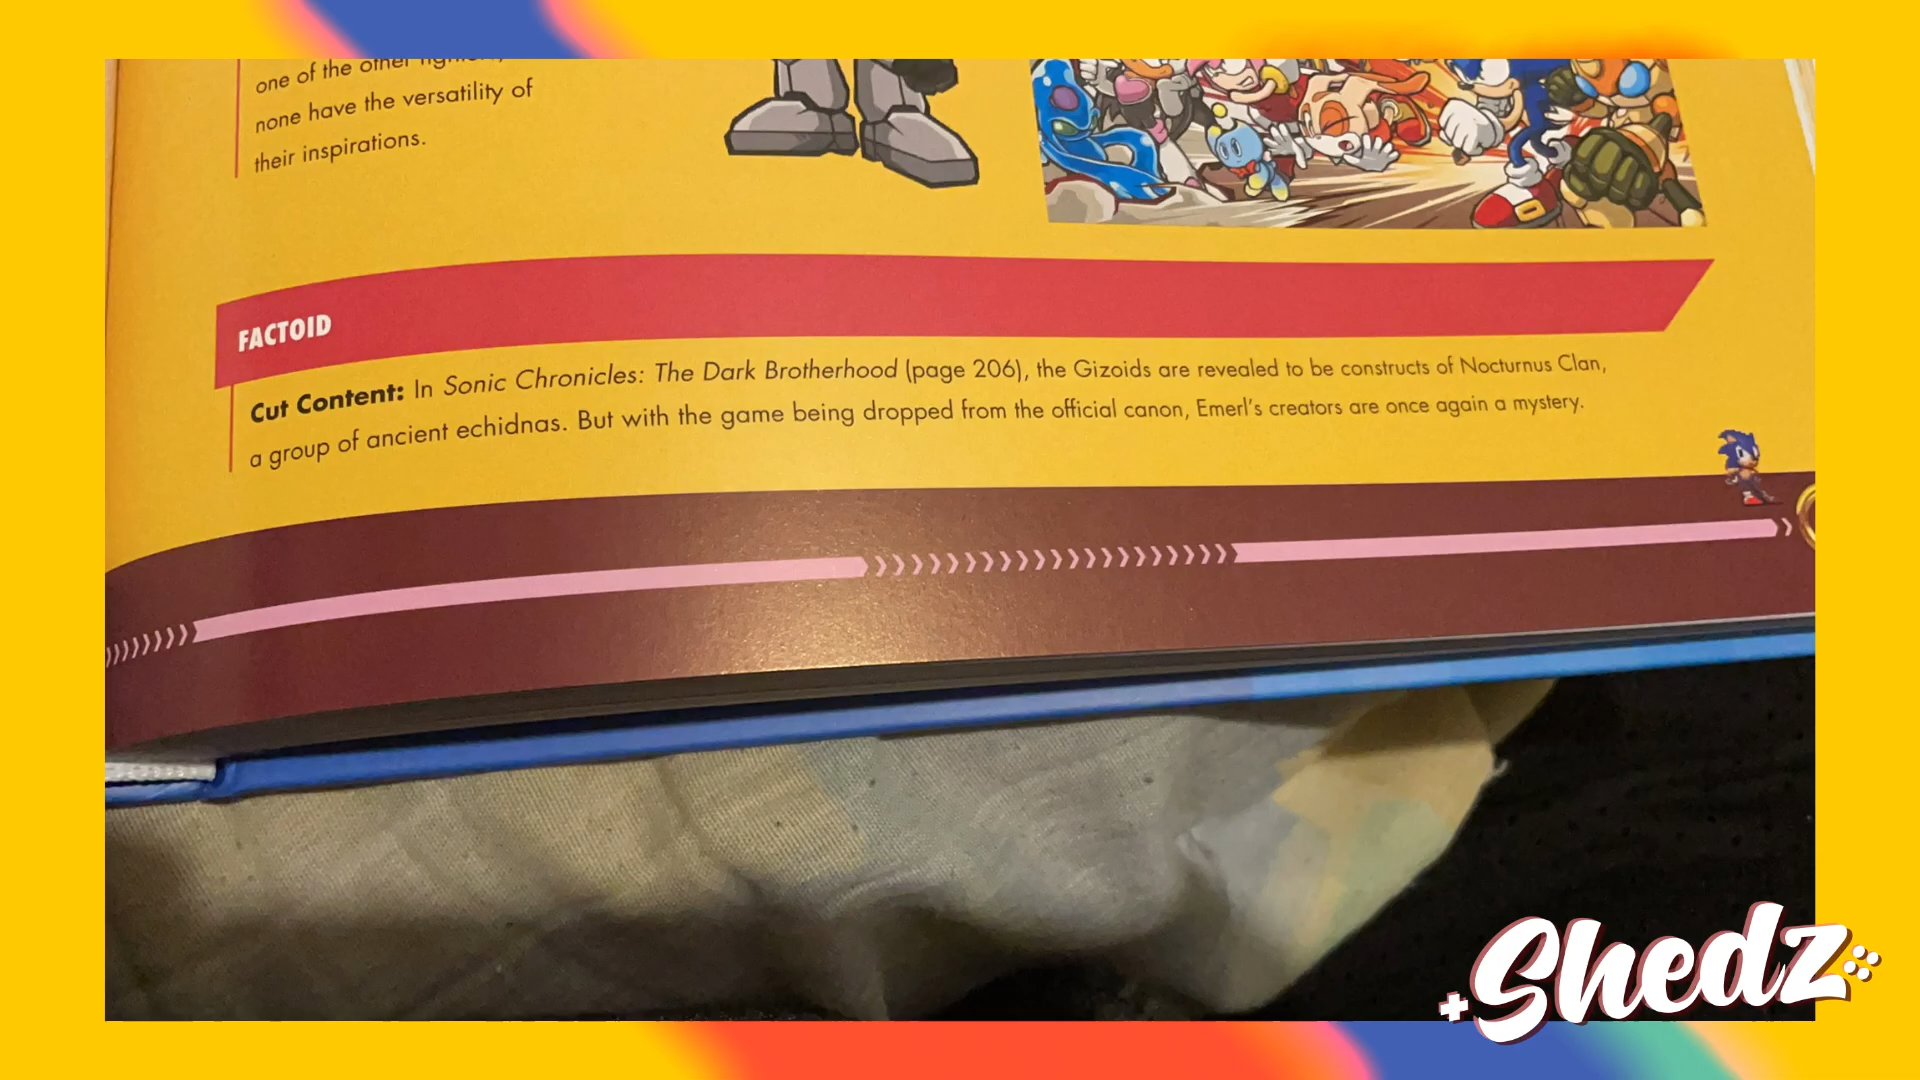 one of the other
none have the versatility of
their inspirations.
FACTOID
Cut Content: In Sonic Chronicles: The Dark Brotherhood (page 206), the Gizoids are revealed to be constructs of Nocturnus Clan,
a group of ancient echidnas. But with the game being dropped from the official canon, Emerl's creators are once again a mystery.
Shedz